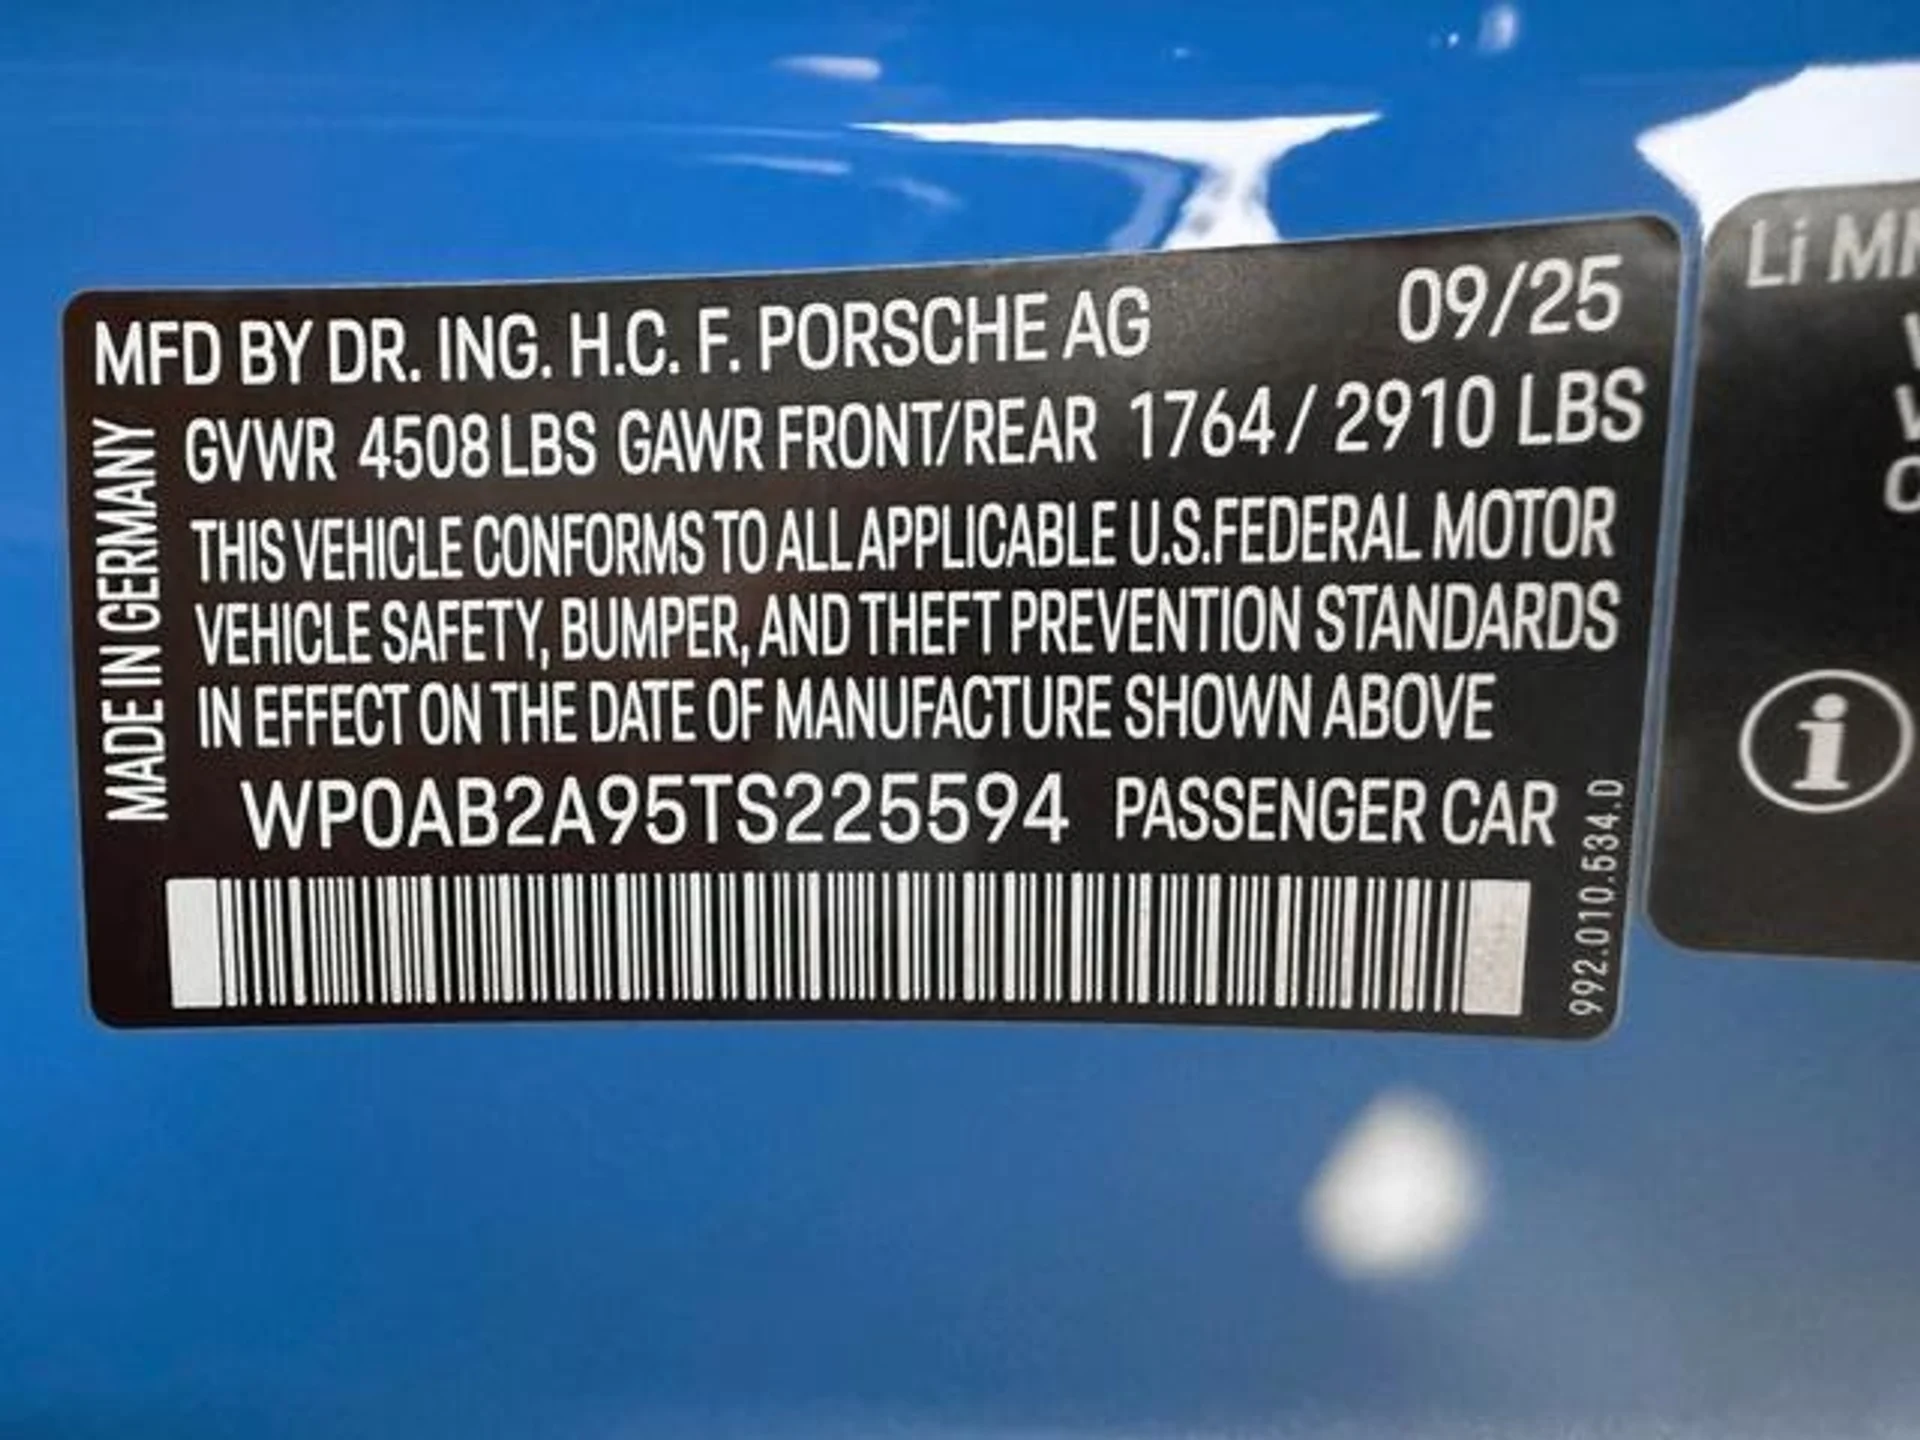 MFD BY DR. ING. H.C. F. PORSCHE AG 09/25
GVWR 4508 LBS GAWR FRONT/REAR 1764 / 2910 LBS
THIS VEHICLE CONFORMS TO ALL APPLICABLE U.S.FEDERAL MOTOR
VEHICLE SAFETY, BUMPER, AND THEFT PREVENTION STANDARDS
IN EFFECT ON THE DATE OF MANUFACTURE SHOWN ABOVE
WP0AB2A95TS225594 PASSENGER CAR
MADE IN GERMANY
992.010.534.D
Li